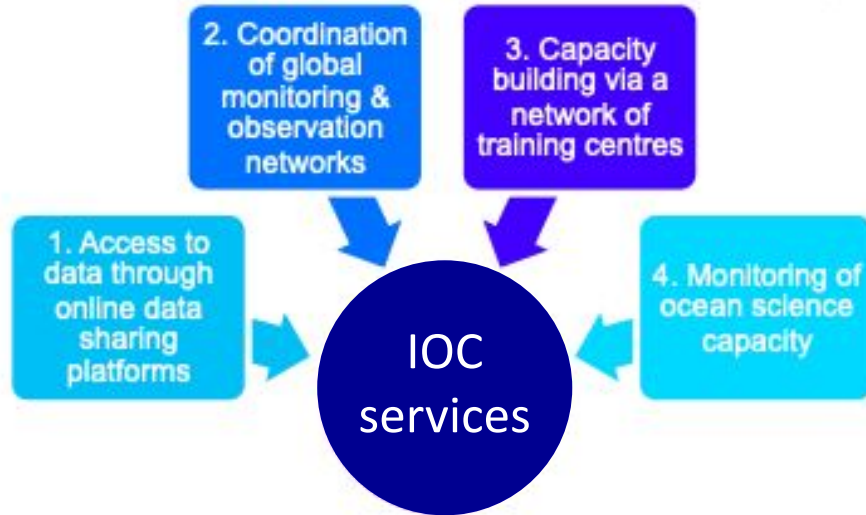 1. Access to
data through
online data
sharing
platforms
2. Coordination
of global
monitoring &
observation
networks
3. Capacity
building via a
network of
training centres
4. Monitoring of
ocean science
capacity
IOC
services